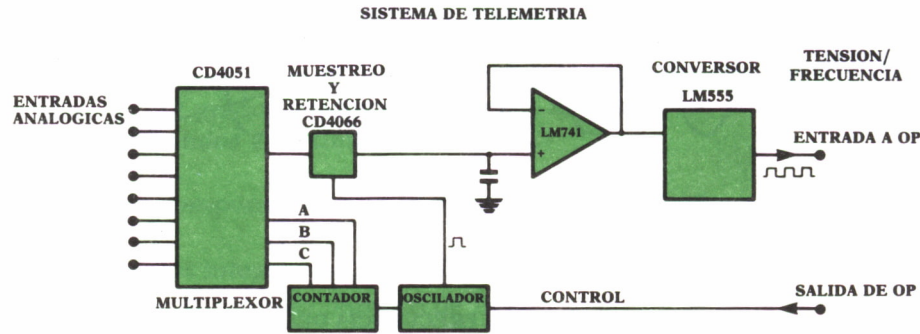 SISTEMA DE TELEMETRIA
CD4051
MUESTREO
Y
RETENCION
CD4066
CONVERSOR
LM555
TENSION/
FRECUENCIA
ENTRADAS
ANALOGICAS
LM741
-
+
ENTRADA A OP
A
B
C
MULTIPLEXOR
CONTADOR
OSCILADOR
CONTROL
SALIDA DE OP